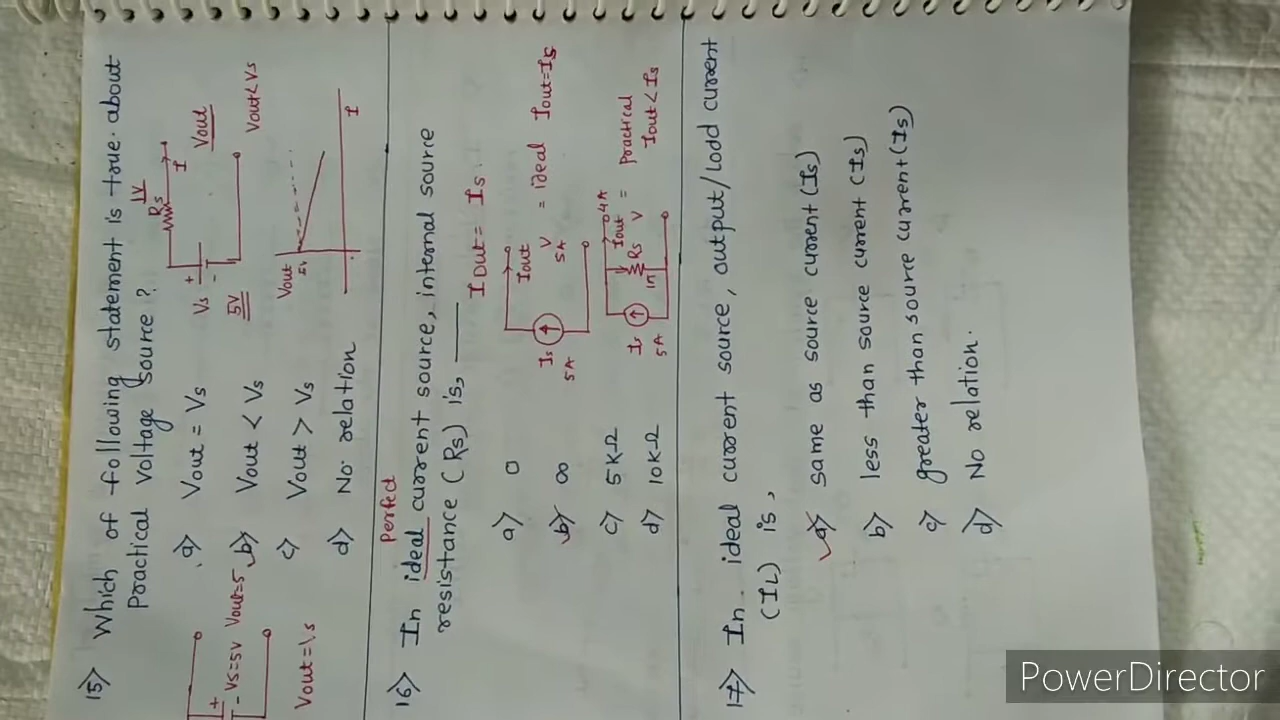 15) Which of following statement is true about
Practical voltage source?
a) Vout = Vs
b) Vout < Vs
c) Vout > Vs
d) No relation
+
- Vs=5V Vout=5
Vout=Vs
Vs + -
5V
1V
Rs
I
Vout
Vout<Vs
Vout
5V
I
Perfect
16) In ideal current source, internal source
resistance (Rs) is, ____
a) 0
b) ∞
c) 5KΩ
d) 10KΩ
Iout = Is
Is
5A
Iout
V
5A
= ideal Iout=Is
Is
5A
Iout 4A
Rs V
1A
= practical
Iout < Is
17) In ideal current source, output/load current
(IL) is,
a) same as source current (Is)
b) less than source current (Is)
c) greater than source current (Is)
d) No relation.
PowerDirector